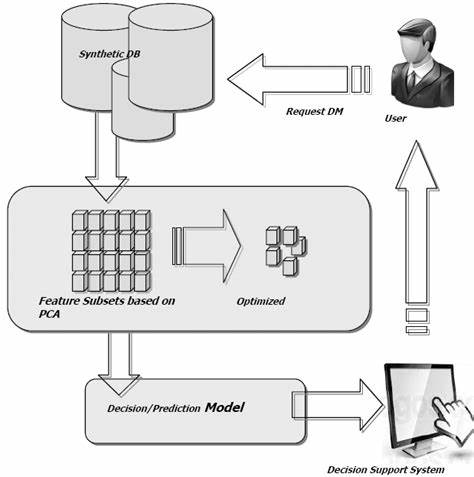 Synthetic DB
Request DM
User
Feature Subsets based on
PCA
Optimized
Decision/Prediction Model
Decision Support System